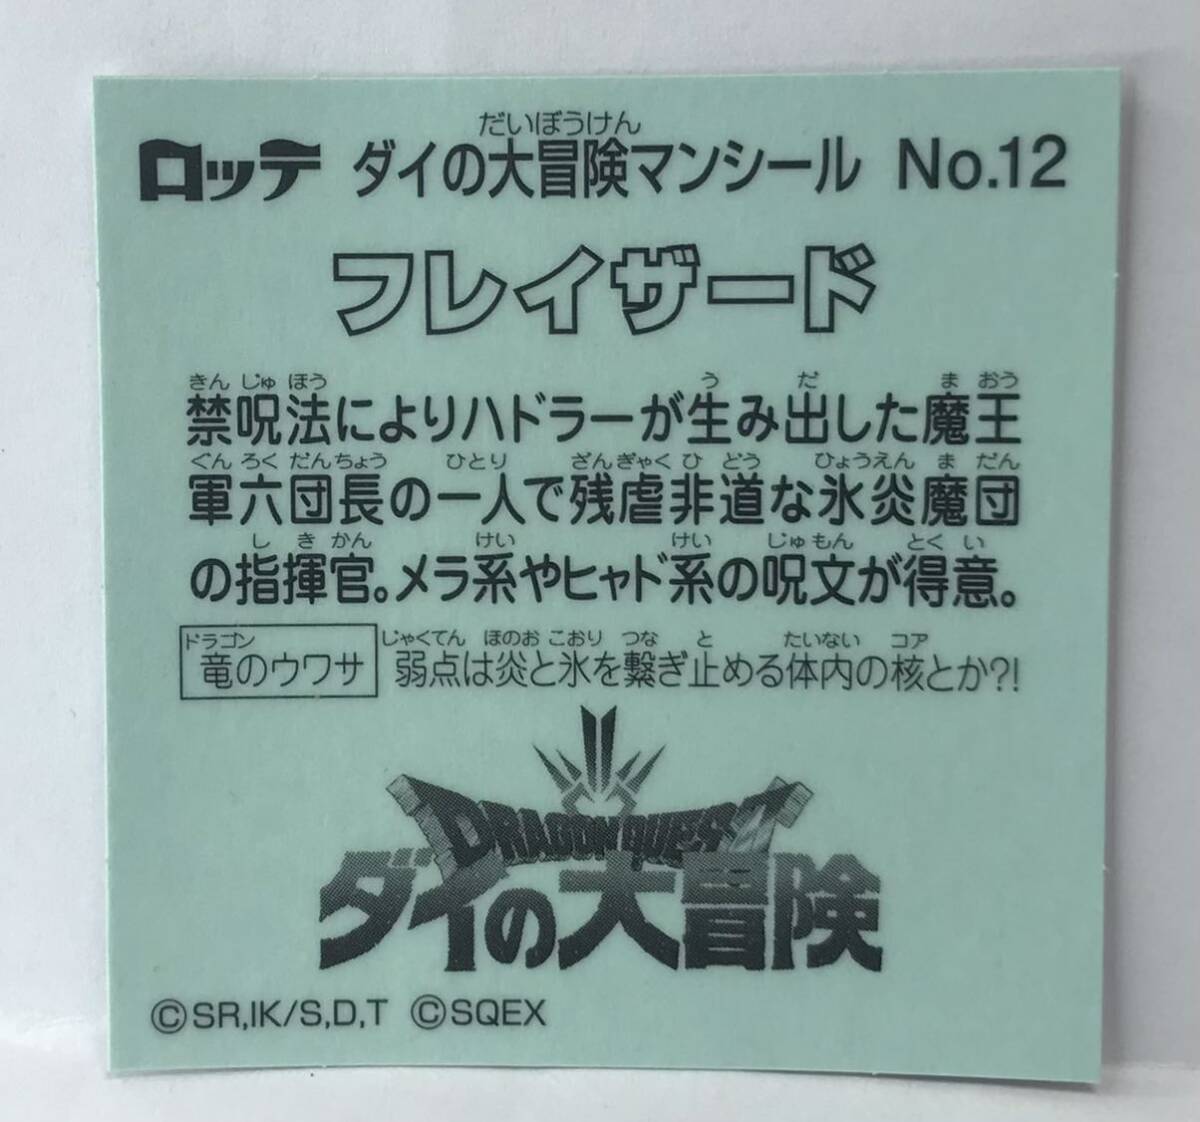 だいぼうけん
ロッテ ダイの大冒険マンシール No.12
フレイザード
きん じゅ ほう う だ ま おう
禁呪法によりハドラーが生み出した魔王
ぐん ろく だんちょう ひとり ざんぎゃく ひ どう ひょうえん ま だん
軍六団長の一人で残虐非道な氷炎魔団
し き かん けい けい じゅもん とく い
の指揮官。メラ系やヒャド系の呪文が得意。
ドラゴン じゃくてん ほのお こおり つな と たいない コア
竜のウワサ 弱点は炎と氷を繋ぎ止める体内の核とか?!
DRAGON QUEST
ダイの大冒険
©SR,IK/S,D,T ©SQEX